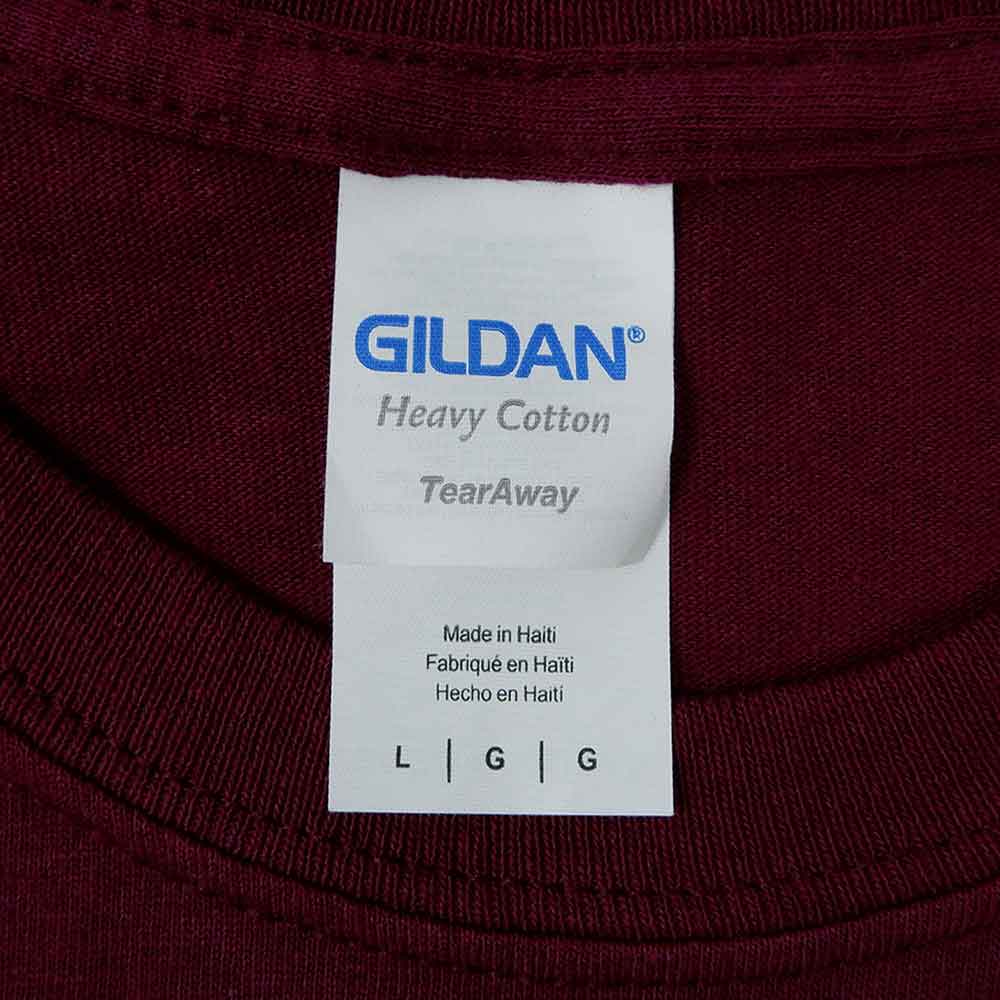 GILDAN®
Heavy Cotton
TearAway
Made in Haiti
Fabriqué en Haïti
Hecho en Haití
L | G | G